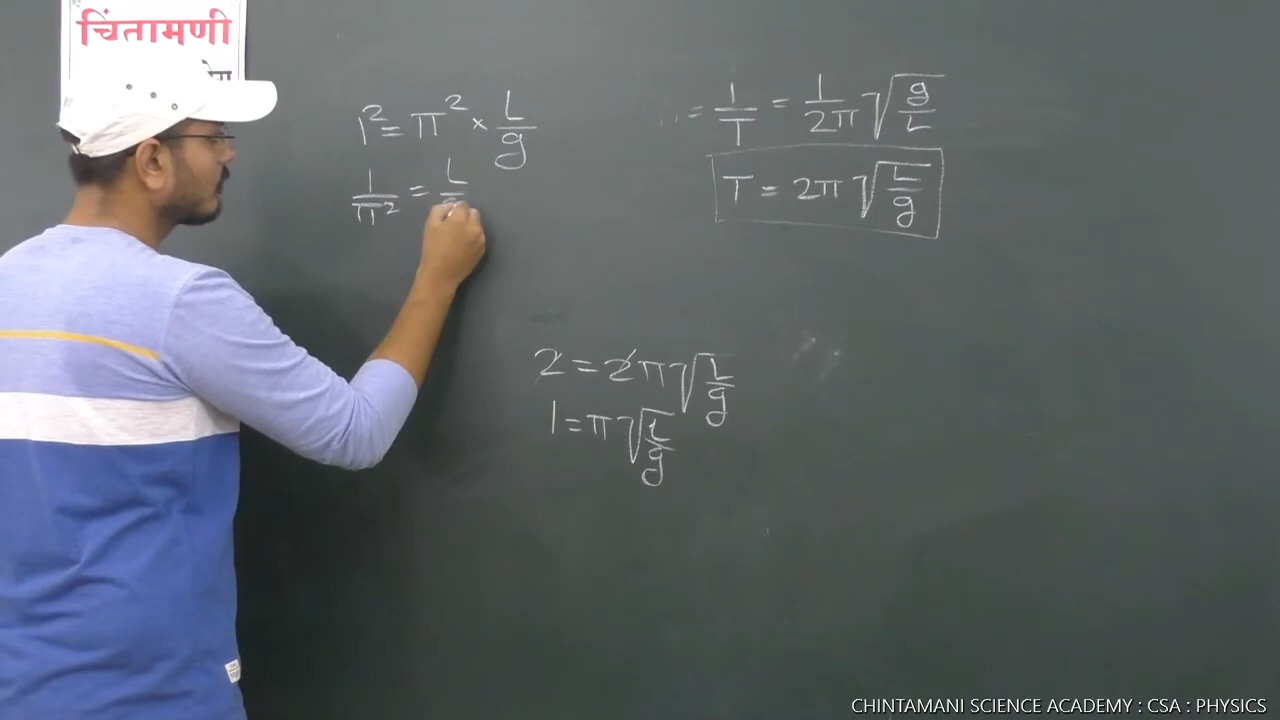 चिंतामणी
1² = π² × L/g
1/π² = L/
= 1/T = 1/2π √g/L
T = 2π √L/g
2 = 2π √L/g
1 = π √L/g
CHINTAMANI SCIENCE ACADEMY : CSA : PHYSICS